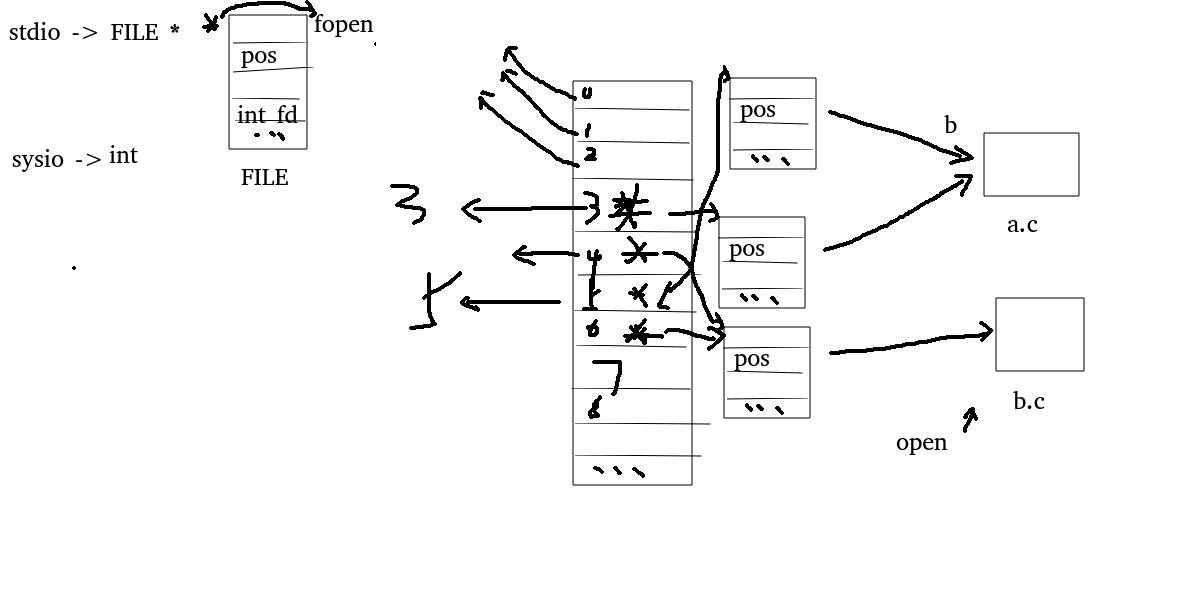 stdio -> FILE *
fopen
pos
int fd
FILE
sysio -> int
0
1
2
3
3 *
4 *
5
5 *
6 *
7
8
pos
pos
pos
b
a.c
b.c
open